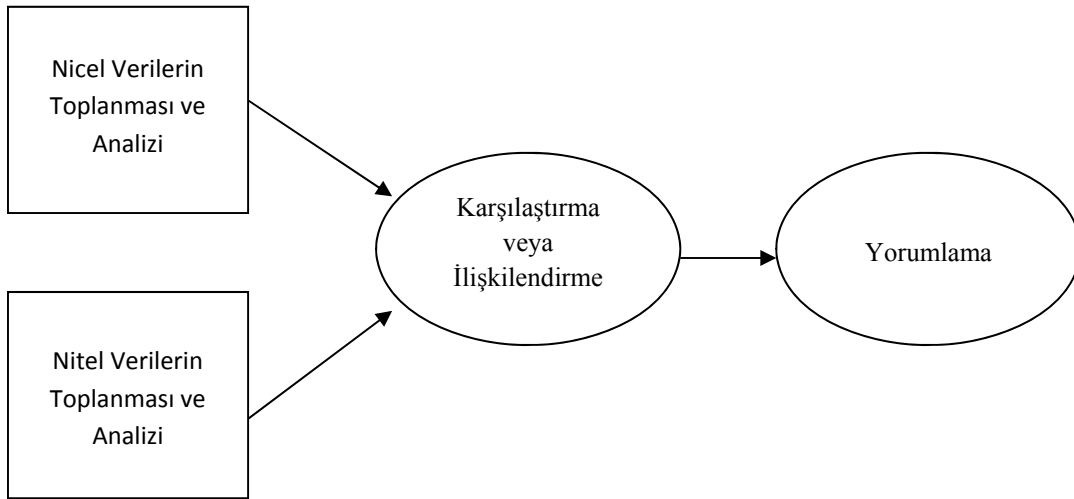 Nicel Verilerin
Toplanması ve
Analizi
Karşılaştırma
veya
İlişkilendirme
Yorumlama
Nitel Verilerin
Toplanması ve
Analizi